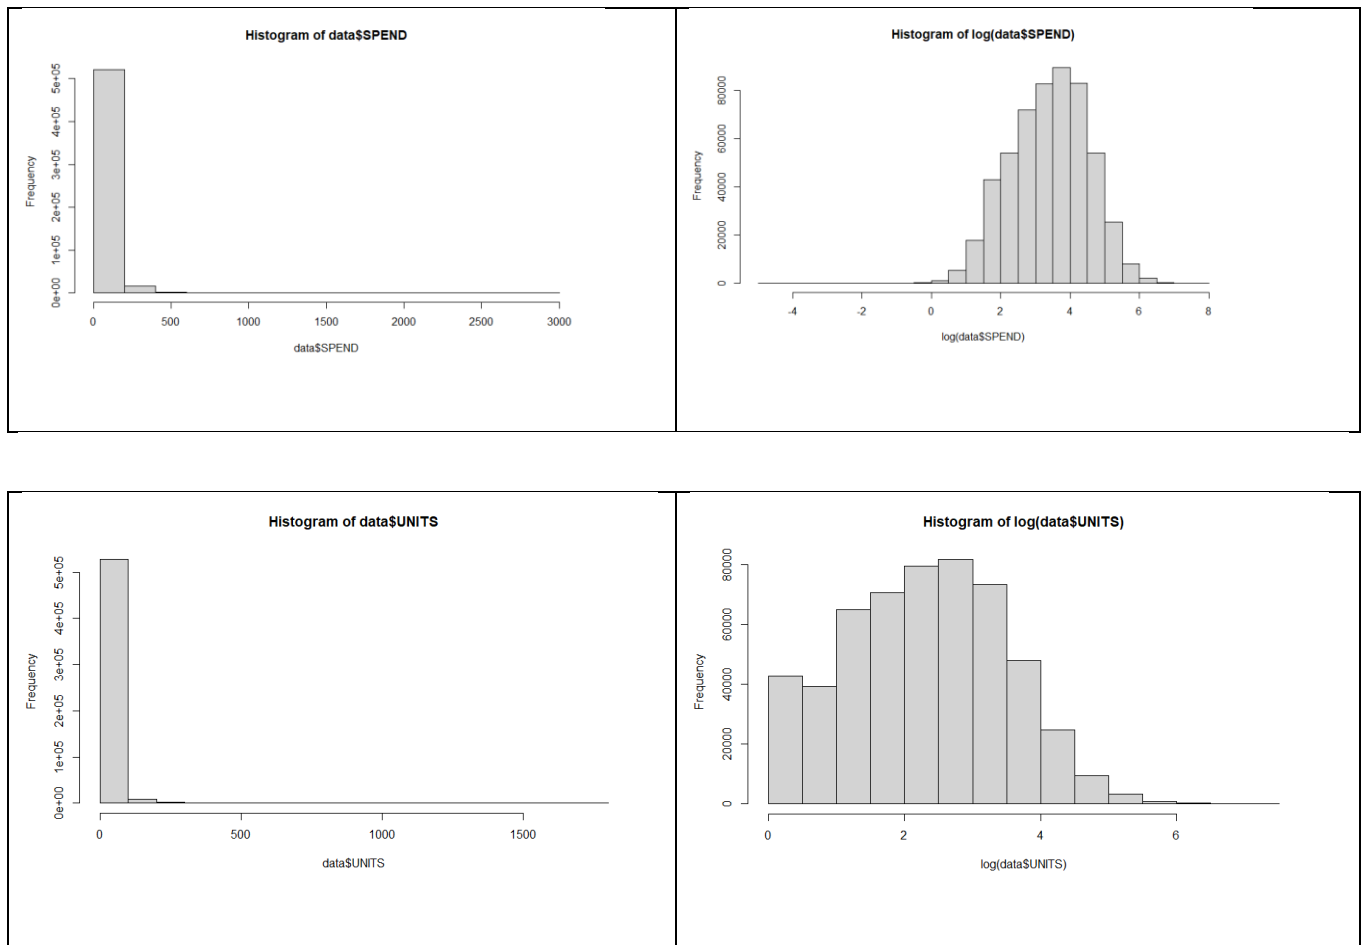 Histogram of data$SPEND
Frequency
0e+00 1e+05 2e+05 3e+05 4e+05 5e+05
0 500 1000 1500 2000 2500 3000
data$SPEND
Histogram of log(data$SPEND)
Frequency
0 20000 40000 60000 80000
-4 -2 0 2 4 6 8
log(data$SPEND)
Histogram of data$UNITS
Frequency
0e+00 1e+05 2e+05 3e+05 4e+05 5e+05
0 500 1000 1500
data$UNITS
Histogram of log(data$UNITS)
Frequency
0 20000 40000 60000 80000
0 2 4 6
log(data$UNITS)